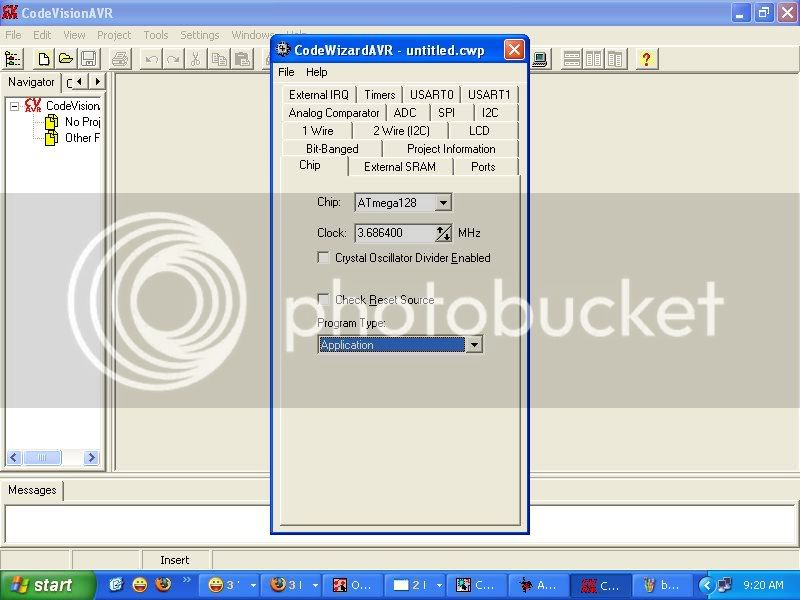 CodeVisionAVR
File Edit View Project Tools Settings Windows Help
CodeWizardAVR - untitled.cwp
File Help
Navigator C
CodeVision
No Proj
Other F
External IRQ Timers USART0 USART1
Analog Comparator ADC SPI I2C
1 Wire 2 Wire (I2C) LCD
Bit-Banged Project Information
Chip External SRAM Ports
Chip: ATmega128
Clock: 3.686400 MHz
Crystal Oscillator Divider Enabled
Check Reset Source
Program Type:
Application
photobucket
Messages
Insert
start 3 3 I O... 2 I C... A... C... b... 9:20 AM